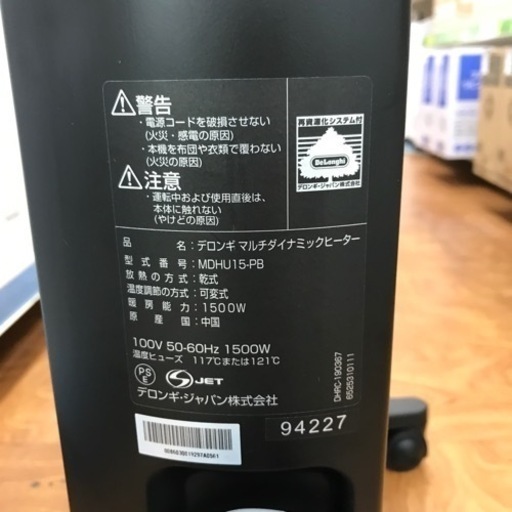 警告
・電源コードを破損させない
(火災・感電の原因)
・本機を布団や衣類で覆わない
(火災の原因)
注意
・運転中および使用直後は、
本体に触れない
(やけどの原因)
再資源化システム付
DeLonghi
デロンギ・ジャパン株式会社
品名：デロンギ マルチダイナミックヒーター
型式番号：MDHU15-PB
放熱の方式：乾式
温度調節の方式：可変式
暖房能力：1500W
原産国：中国
100V 50-60Hz 1500W
温度ヒューズ 117℃または121℃
PS
E
S JET
デロンギ・ジャパン株式会社
DHRC-190367
6525310111
94227